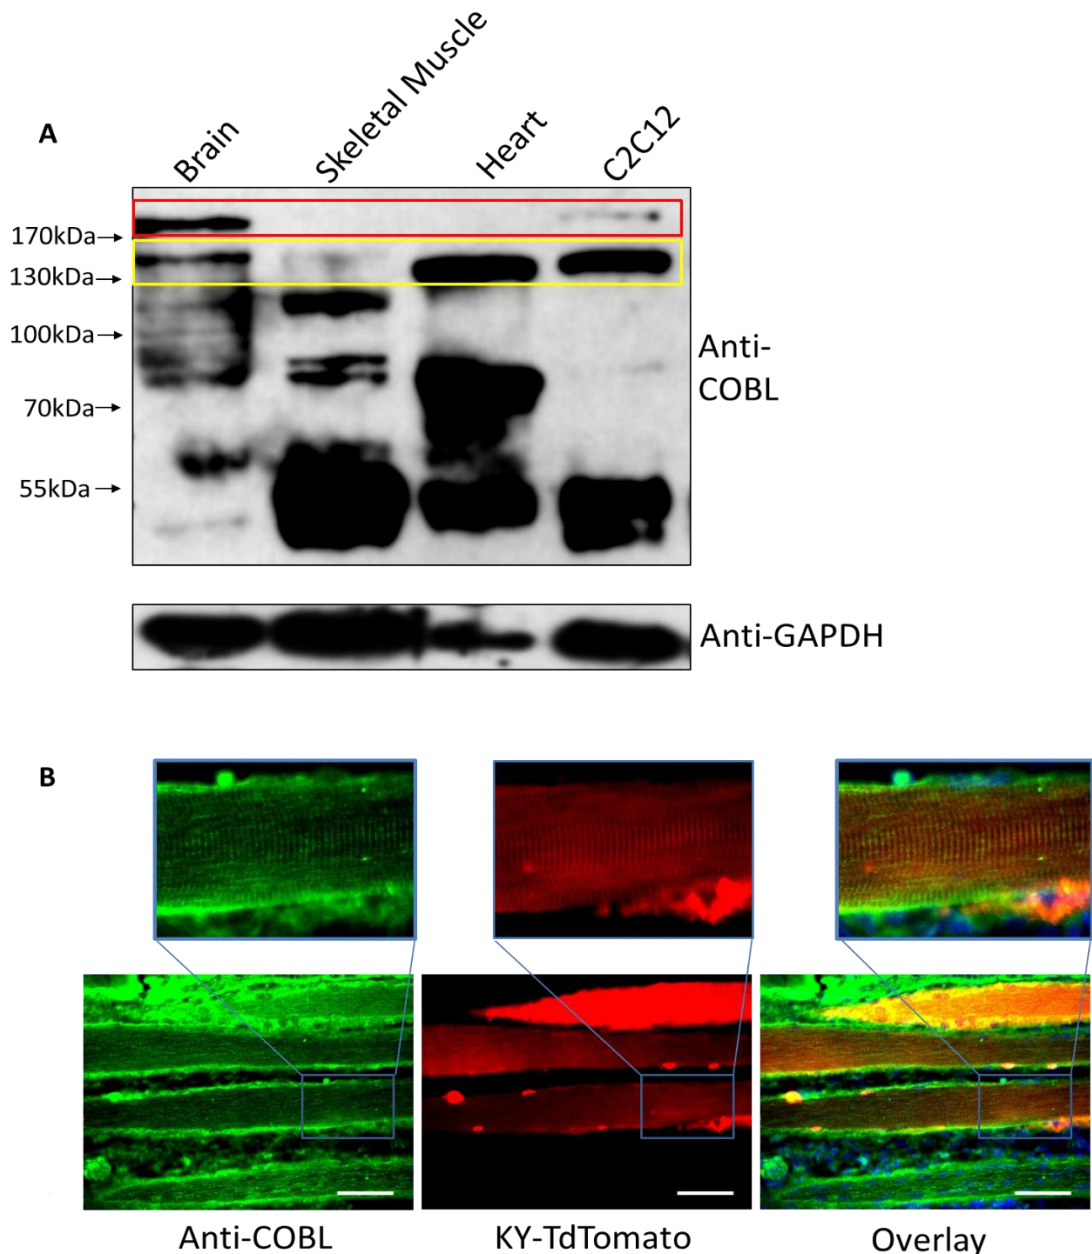 A
Brain
Skeletal Muscle
Heart
C2C12
170kDa
130kDa
100kDa
70kDa
55kDa
Anti-
COBL
Anti-GAPDH
B
Anti-COBL
KY-TdTomato
Overlay